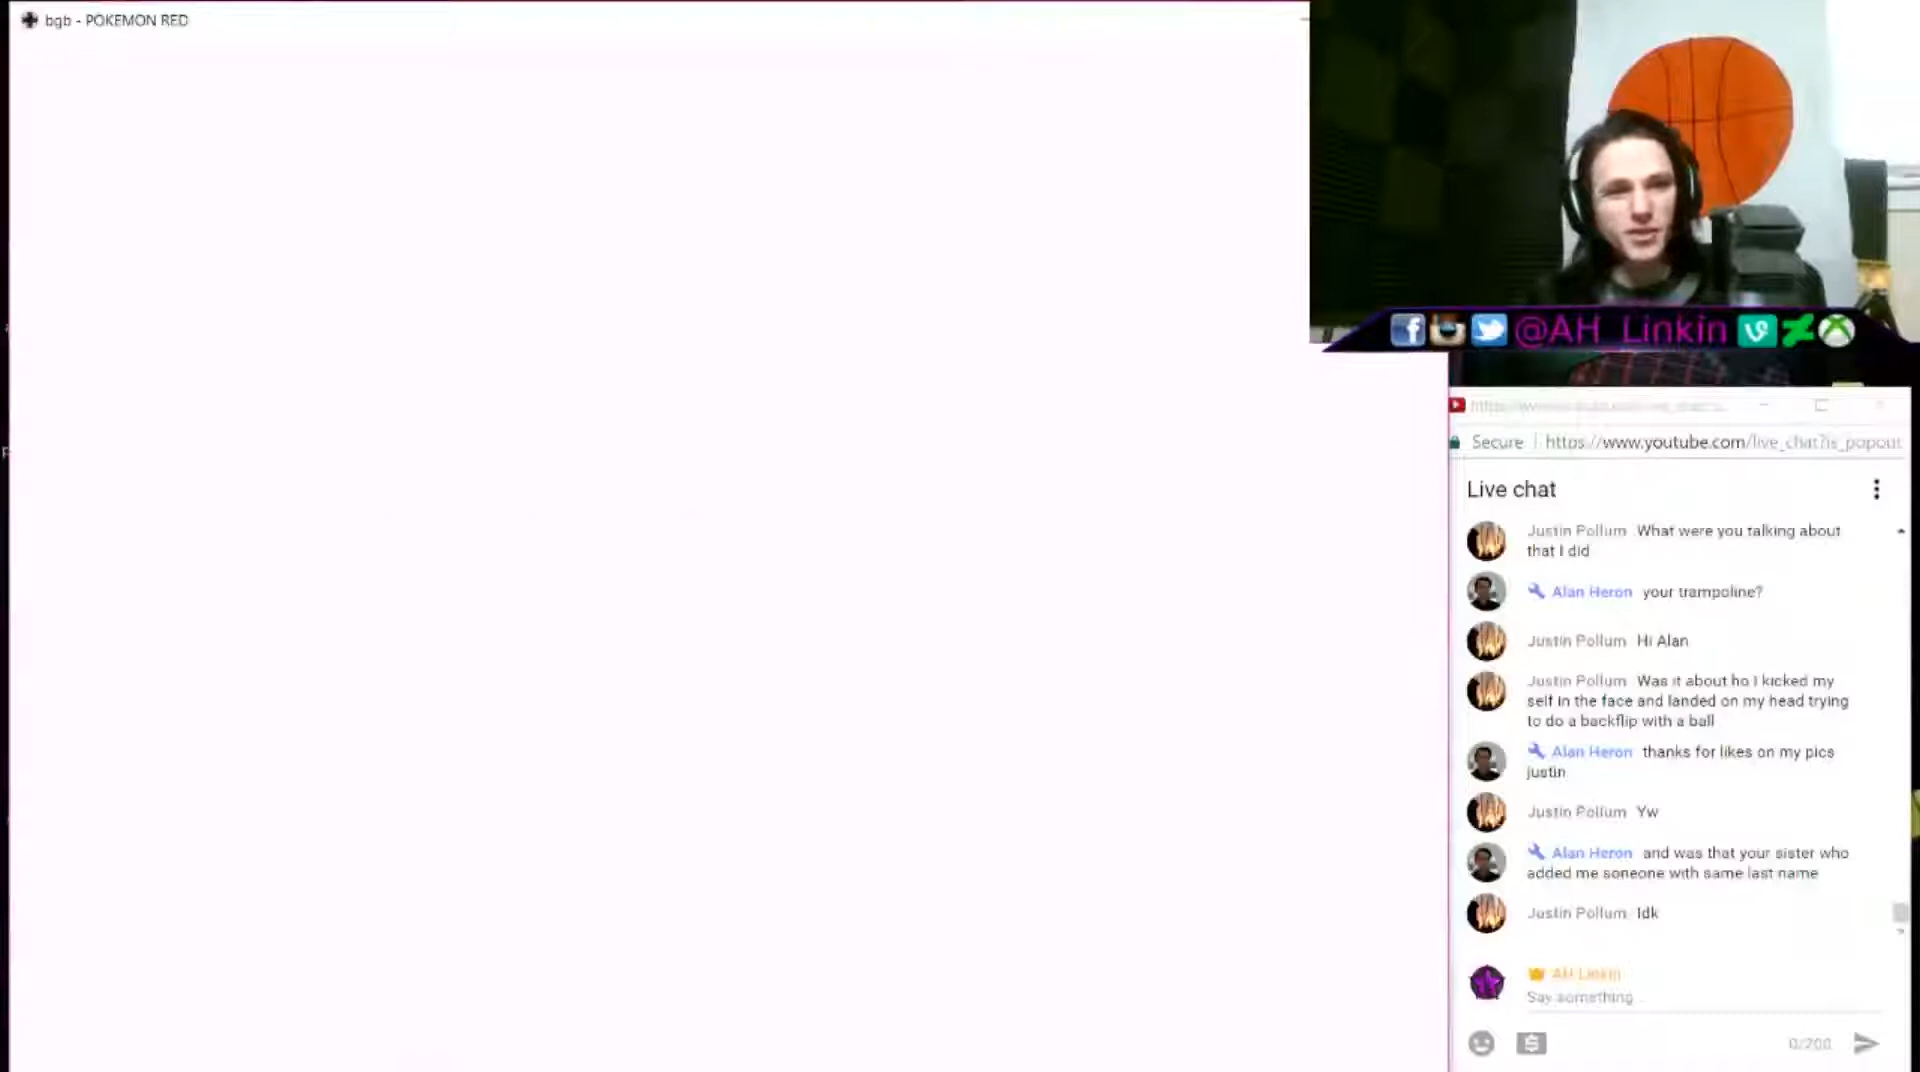 bgb - POKEMON RED
@AH_Linkin
Secure
https://www.youtube.com/live_chat?is_popout
Live chat
Justin Pollum What were you talking about
that I did
Alan Heron your trampoline?
Justin Pollum Hi Alan
Justin Pollum Was it about ho I kicked my
self in the face and landed on my head trying
to do a backflip with a ball
Alan Heron thanks for likes on my pics
justin
Justin Pollum Yw
Alan Heron and was that your sister who
added me soneone with same last name
Justin Pollum Idk
AH Linkin
Say something...
0/200